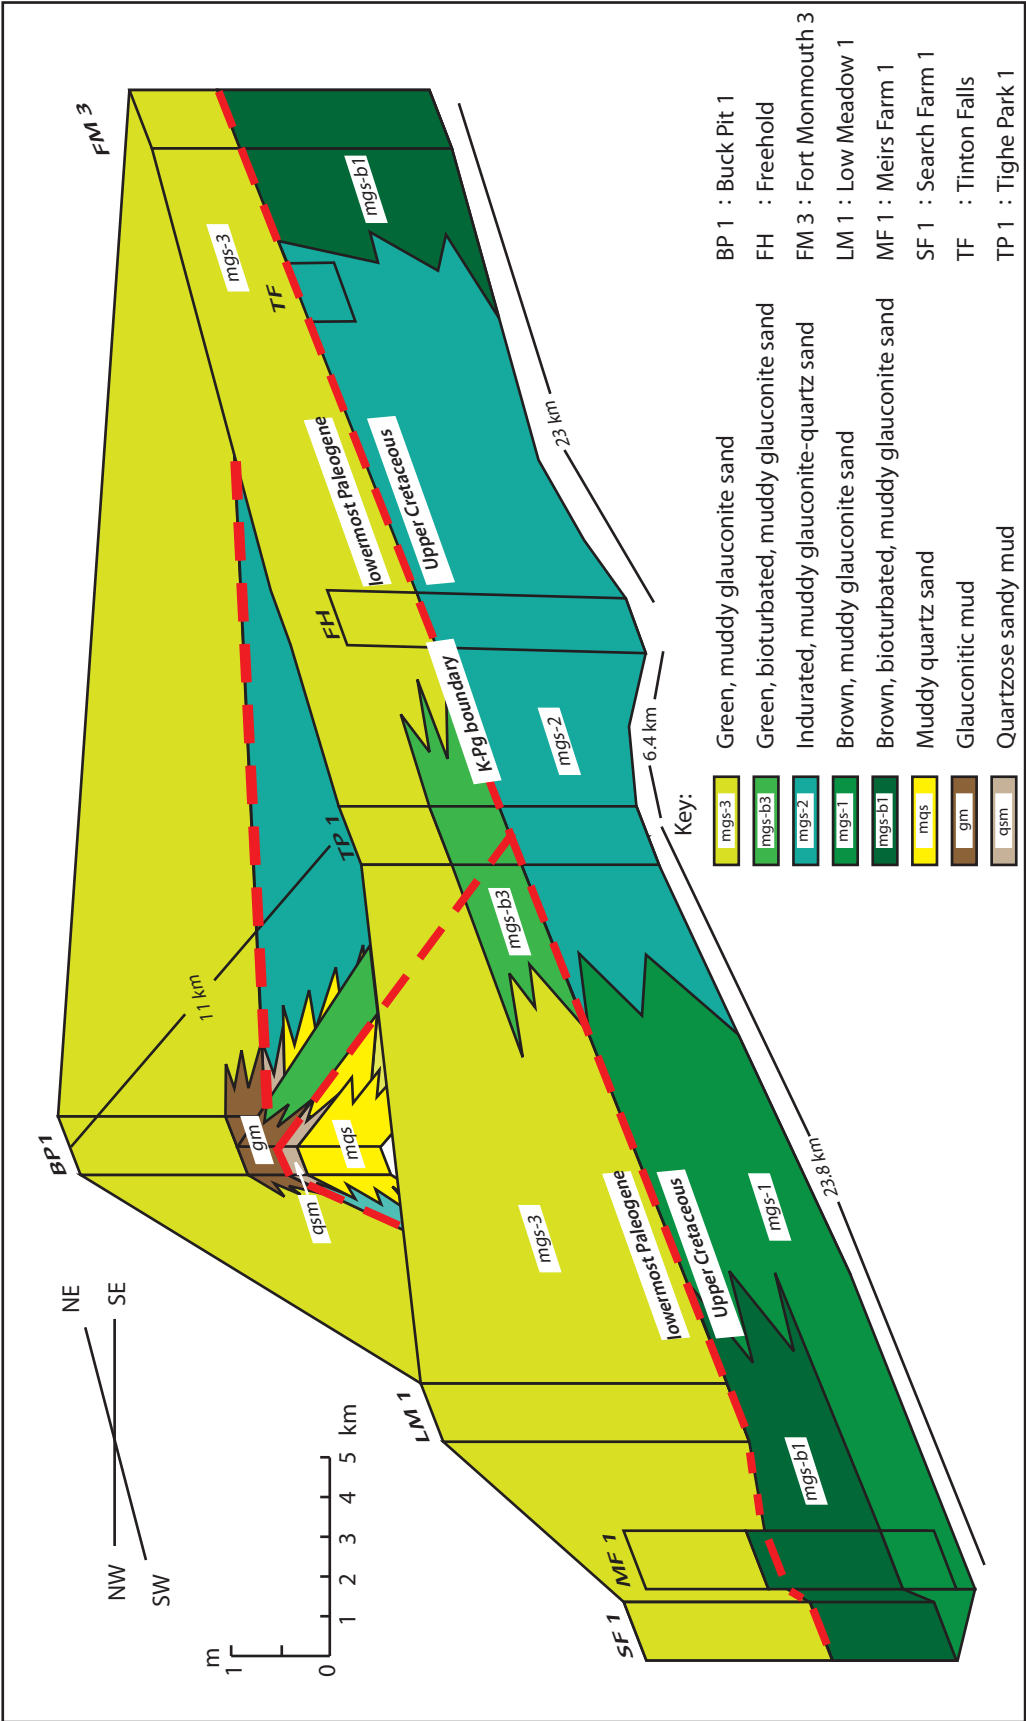 NW
NE
SW
SE
m
1
0
1
2
3
4
5
km
SF 1
MF 1
LM 1
BP1
TP 1
FH
TF
FM 3
11 km
gm
qsm
mqs
mgs-3
mgs-3
mgs-b3
K-Pg boundary
lowermost Paleogene
Upper Cretaceous
lowermost Paleogene
Upper Cretaceous
mgs-2
mgs-1
mgs-b1
mgs-b1
23.8 km
6.4 km
23 km
Key:
mgs-3 Green, muddy glauconite sand
mgs-b3 Green, bioturbated, muddy glauconite sand
mgs-2 Indurated, muddy glauconite-quartz sand
mgs-1 Brown, muddy glauconite sand
mgs-b1 Brown, bioturbated, muddy glauconite sand
mqs Muddy quartz sand
gm Glauconitic mud
qsm Quartzose sandy mud
BP 1 : Buck Pit 1
FH : Freehold
FM 3 : Fort Monmouth 3
LM 1 : Low Meadow 1
MF 1 : Meirs Farm 1
SF 1 : Search Farm 1
TF : Tinton Falls
TP 1 : Tighe Park 1